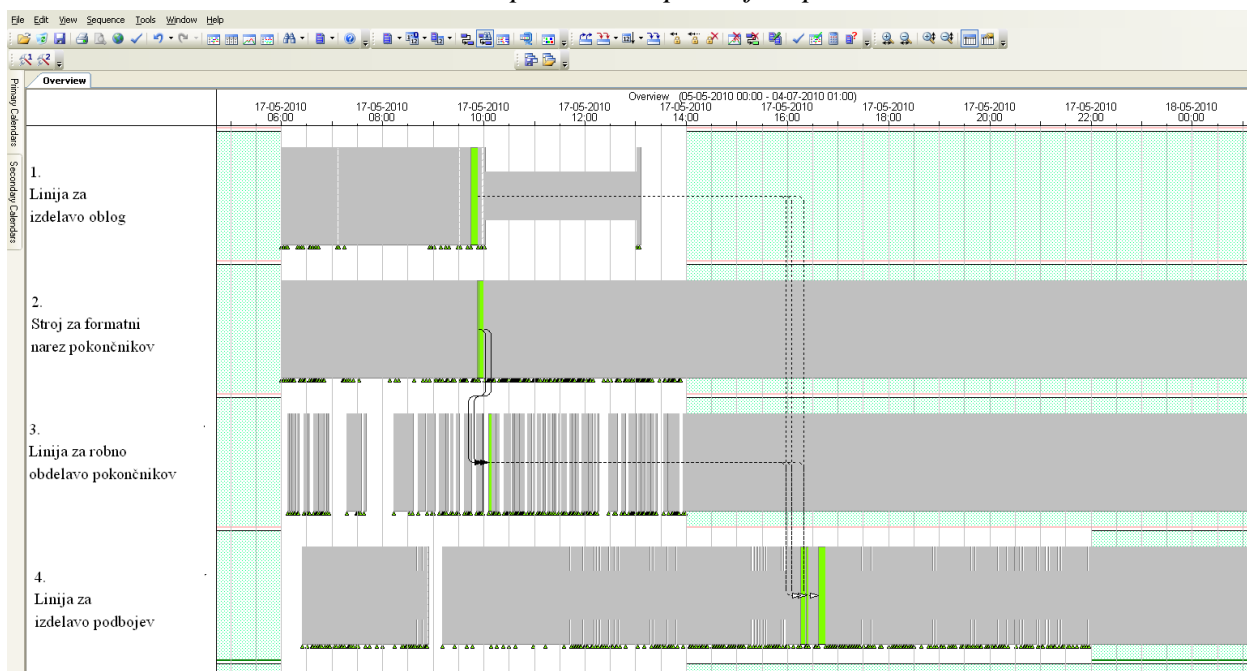 File Edit View Sequence Tools Window Help
Overview
Primary Calendars
Secondary Calendars
Overview (05-05-2010 00:00 - 04-07-2010 01:00)
17-05-2010 17-05-2010 17-05-2010 17-05-2010 17-05-2010 17-05-2010 17-05-2010 17-05-2010 17-05-2010 18-05-2010
06:00 08:00 10:00 12:00 14:00 16:00 18:00 20:00 22:00 00:00
1.
Linija za
izdelavo oblog
2.
Stroj za formatni
narez pokončnikov
3.
Linija za robno
obdelavo pokončnikov
4.
Linija za
izdelavo podbojev